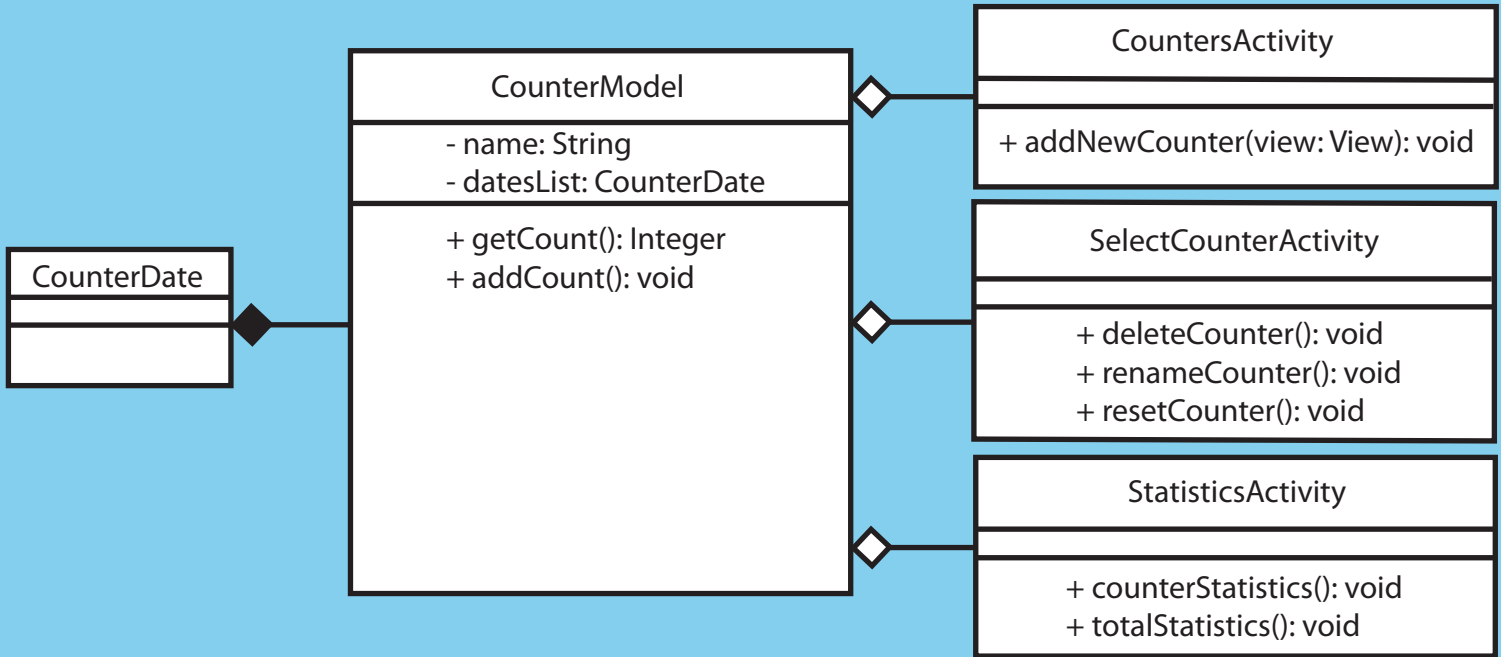 CounterDate
CounterModel
- name: String
- datesList: CounterDate
+ getCount(): Integer
+ addCount(): void
CountersActivity
+ addNewCounter(view: View): void
SelectCounterActivity
+ deleteCounter(): void
+ renameCounter(): void
+ resetCounter(): void
StatisticsActivity
+ counterStatistics(): void
+ totalStatistics(): void